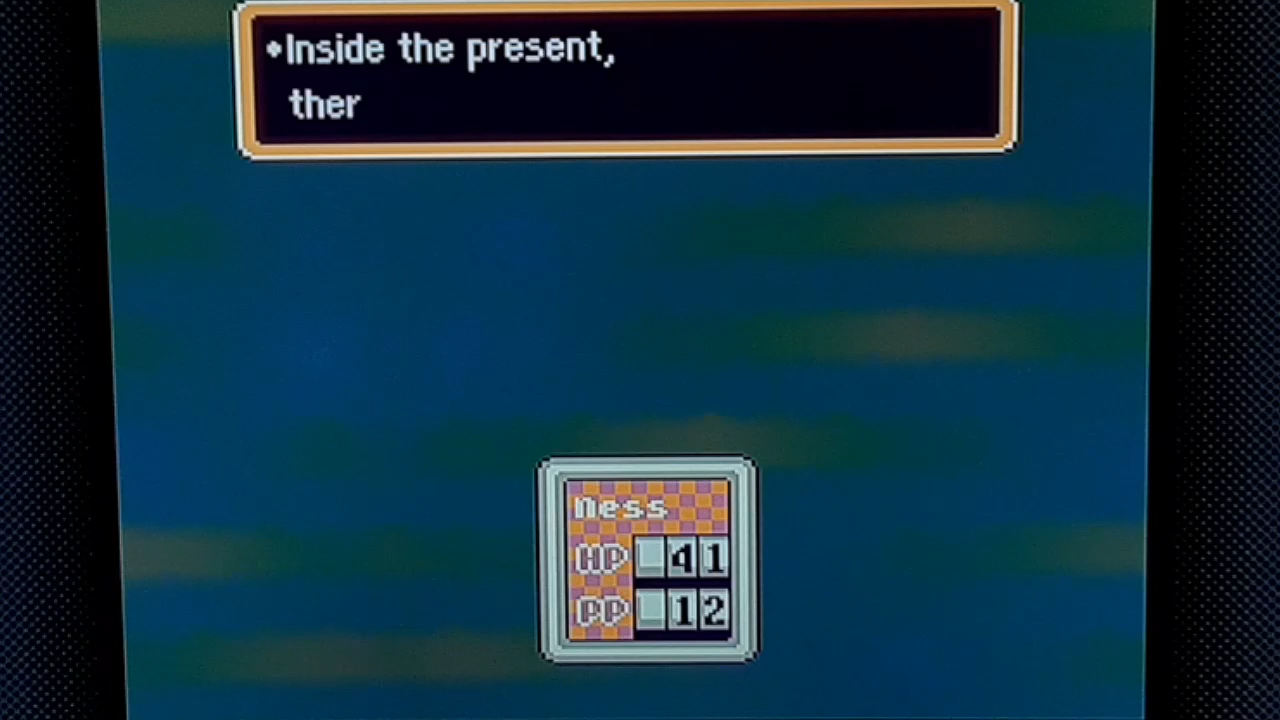 •Inside the present,
ther
Ness
HP 41
PP 12